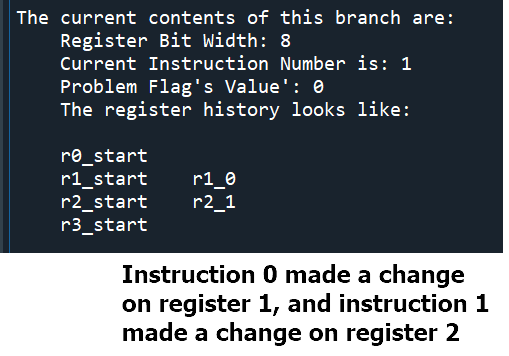 The current contents of this branch are:
Register Bit Width: 8
Current Instruction Number is: 1
Problem Flag's Value': 0
The register history looks like:
r0_start
r1_start r1_0
r2_start r2_1
r3_start
Instruction 0 made a change
on register 1, and instruction 1
made a change on register 2